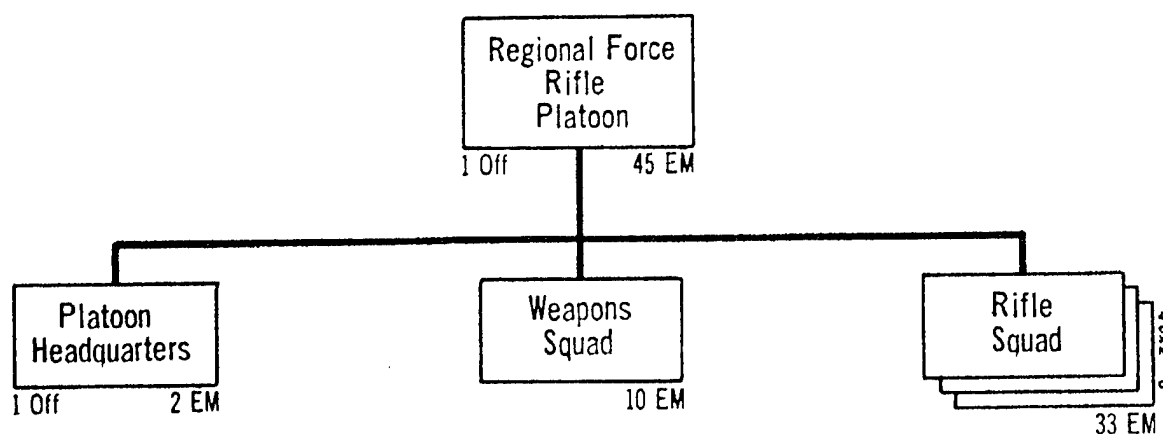 Regional Force
Rifle
Platoon
1 Off 45 EM
Platoon
Headquarters
1 Off 2 EM
Weapons
Squad
10 EM
Rifle
Squad
33 EM